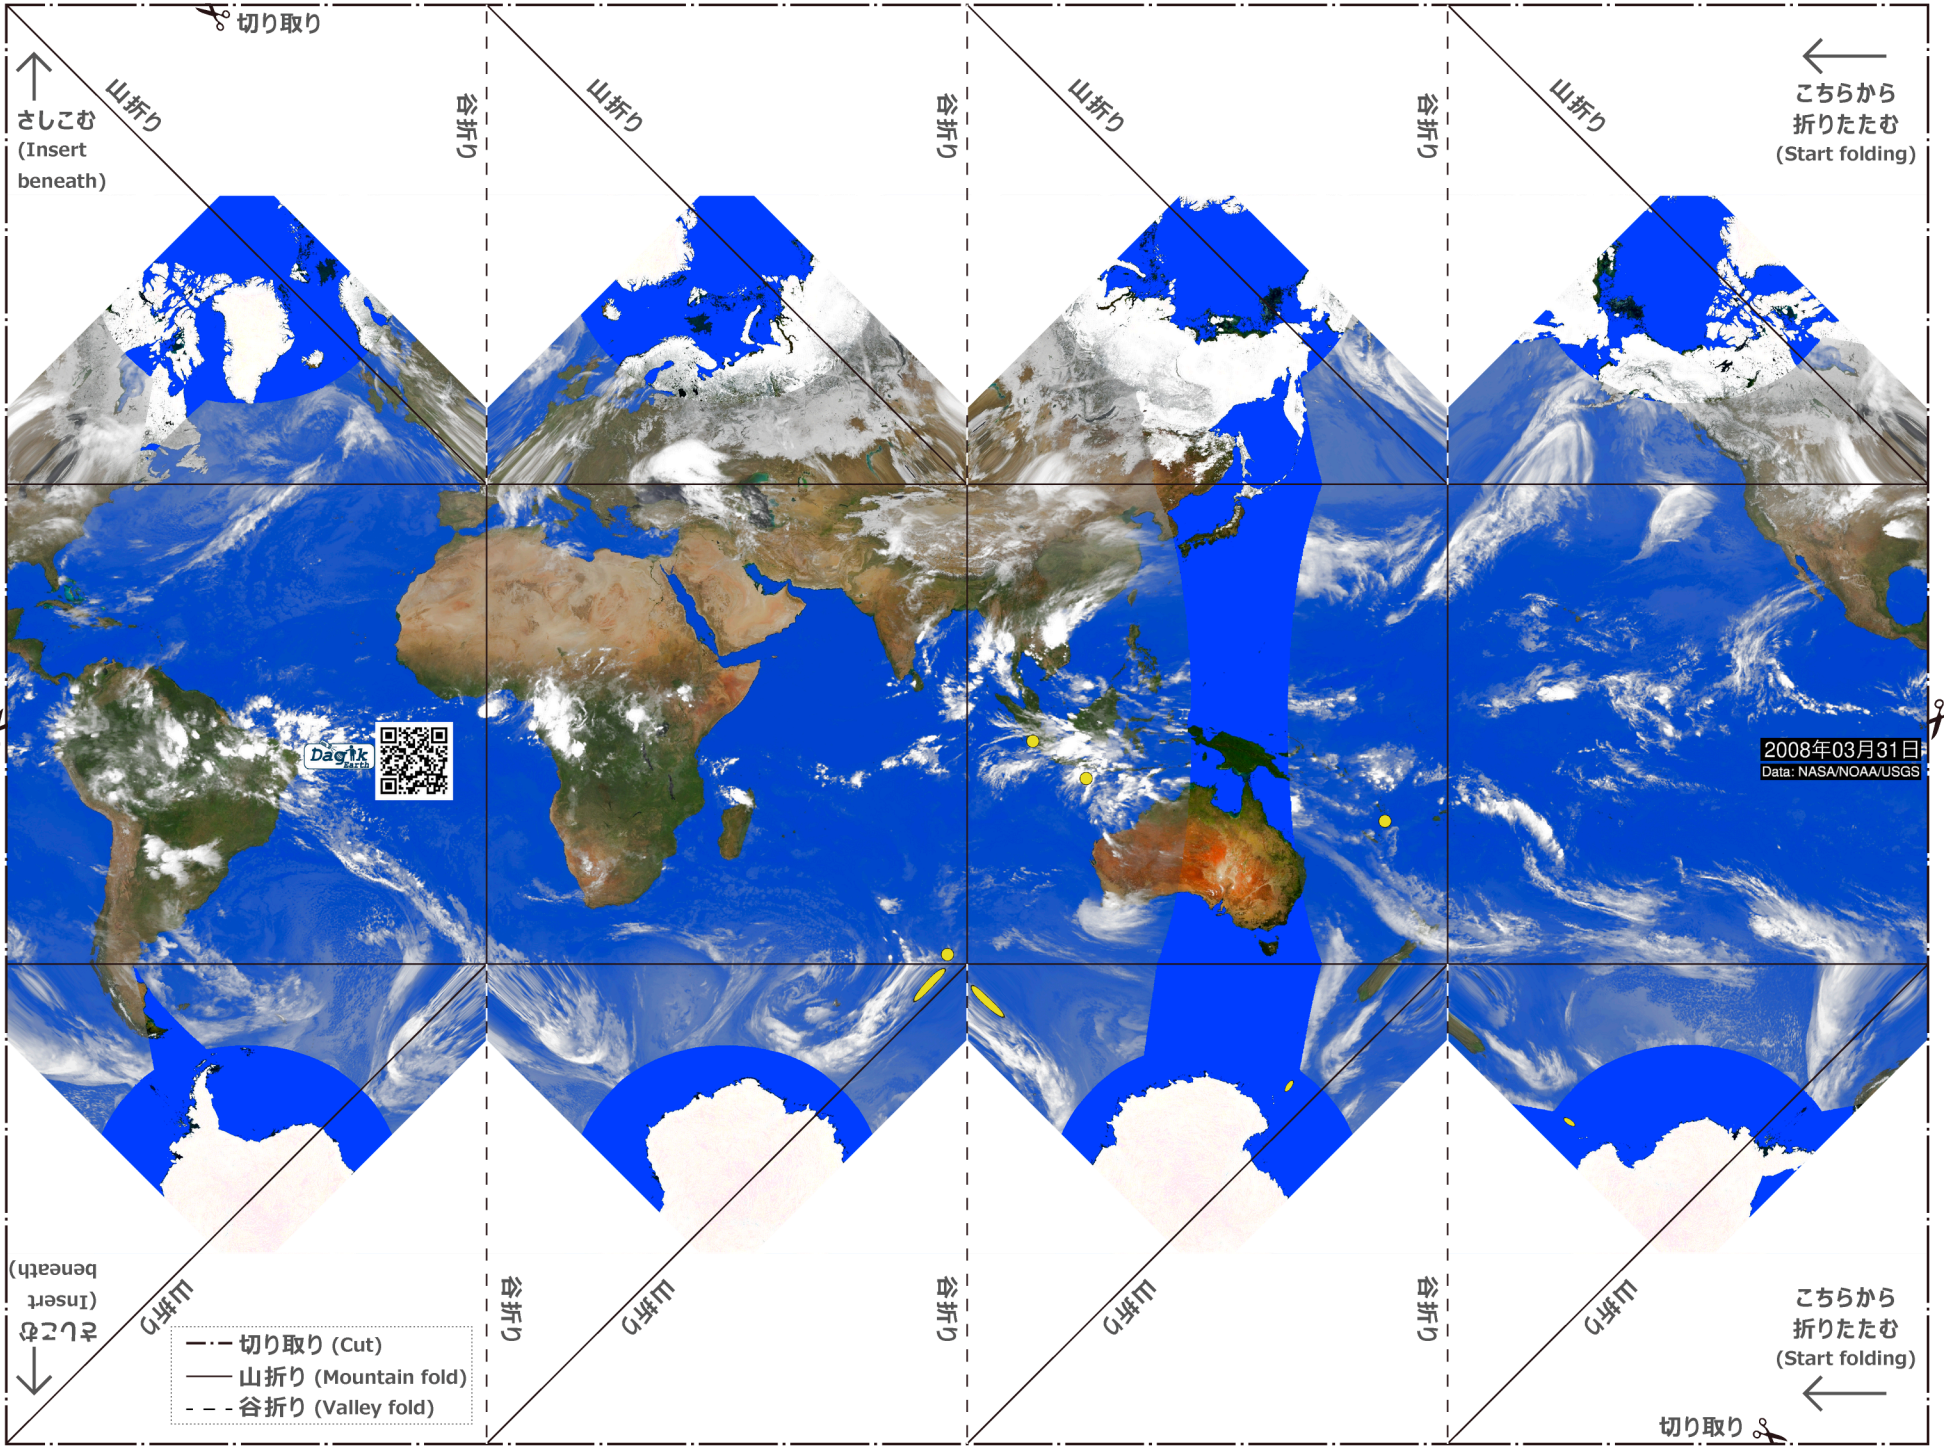 切り取り
山折り
谷折り
山折り
谷折り
山折り
谷折り
山折り
さしこむ
(Insert
beneath)
こちらから
折りたたむ
(Start folding)
Dagik
Earth
2008年03月31日
Data: NASA/NOAA/USGS
さしこむ
(Insert
beneath)
山折り
谷折り
山折り
谷折り
山折り
谷折り
山折り
切り取り (Cut)
山折り (Mountain fold)
谷折り (Valley fold)
こちらから
折りたたむ
(Start folding)
切り取り